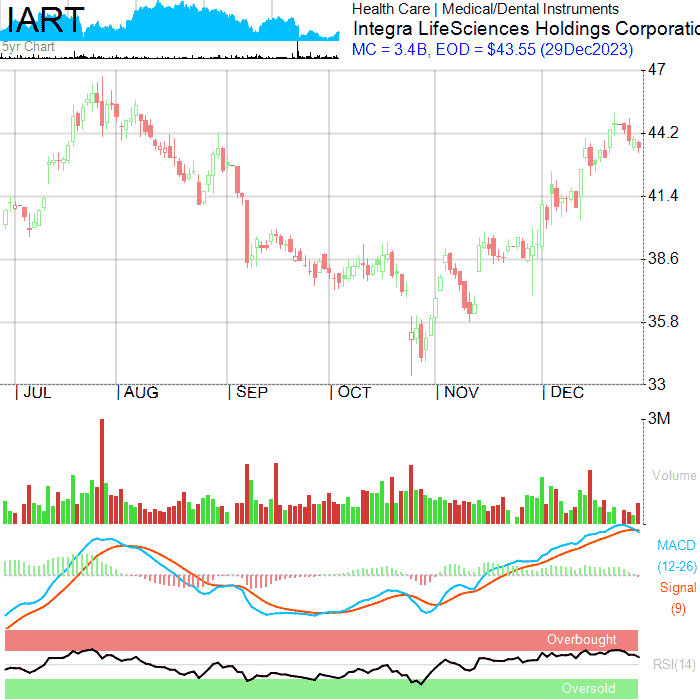 IART
5yr Chart
Health Care | Medical/Dental Instruments
Integra LifeSciences Holdings Corporatio
MC = 3.4B, EOD = $43.55 (29Dec2023)
47
44.2
41.4
38.6
35.8
33
| JUL | AUG | SEP | OCT | NOV | DEC
3M
Volume
MACD
(12-26)
Signal
(9)
Overbought
RSI(14)
Oversold